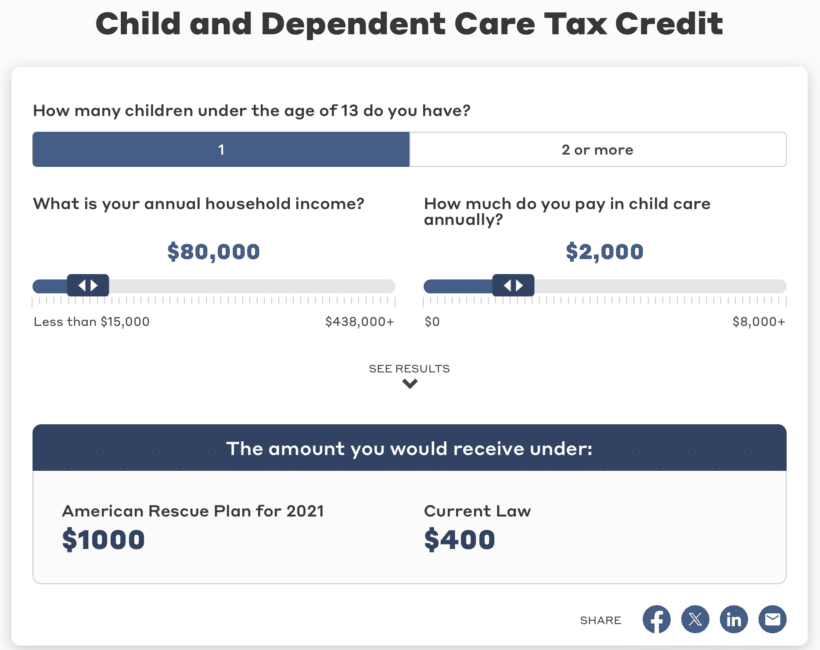 Child and Dependent Care Tax Credit
How many children under the age of 13 do you have?
1
2 or more
What is your annual household income?
$80,000
Less than $15,000
$438,000+
How much do you pay in child care
annually?
$2,000
$0
$8,000+
SEE RESULTS
The amount you would receive under:
American Rescue Plan for 2021
$1000
Current Law
$400
SHARE